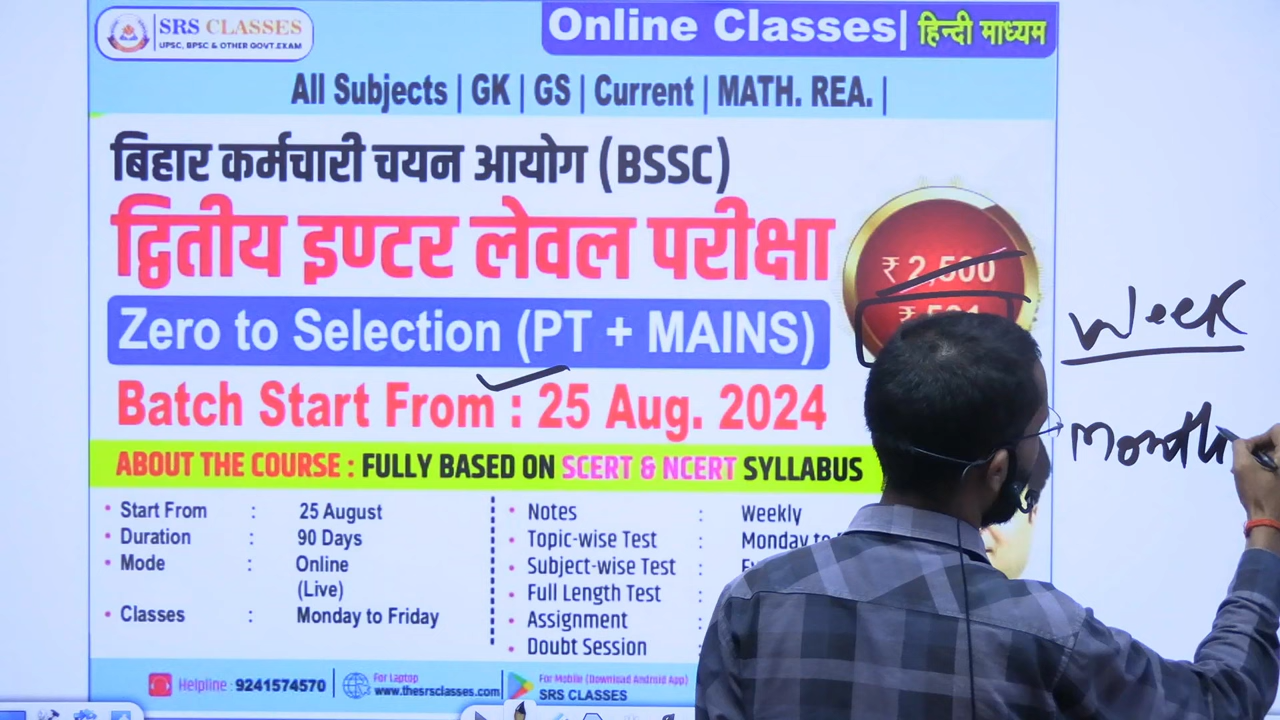 SRS CLASSES
UPSC, BPSC & OTHER GOVT.EXAM
Online Classes| हिन्दी माध्यम
All Subjects | GK | GS | Current | MATH. REA. |
बिहार कर्मचारी चयन आयोग (BSSC)
द्वितीय इण्टर लेवल परीक्षा
₹ 2,500
Zero to Selection (PT + MAINS)
Week
Batch Start From : 25 Aug. 2024
Month
ABOUT THE COURSE : FULLY BASED ON SCERT & NCERT SYLLABUS
• Start From : 25 August
• Duration : 90 Days
• Mode : Online
(Live)
• Classes : Monday to Friday
• Notes : Weekly
• Topic-wise Test : Monday to
• Subject-wise Test :
• Full Length Test :
• Assignment :
• Doubt Session :
Helpline : 9241574570
For Laptop
www.thesrsclasses.com
For Mobile (Download Android App)
SRS CLASSES